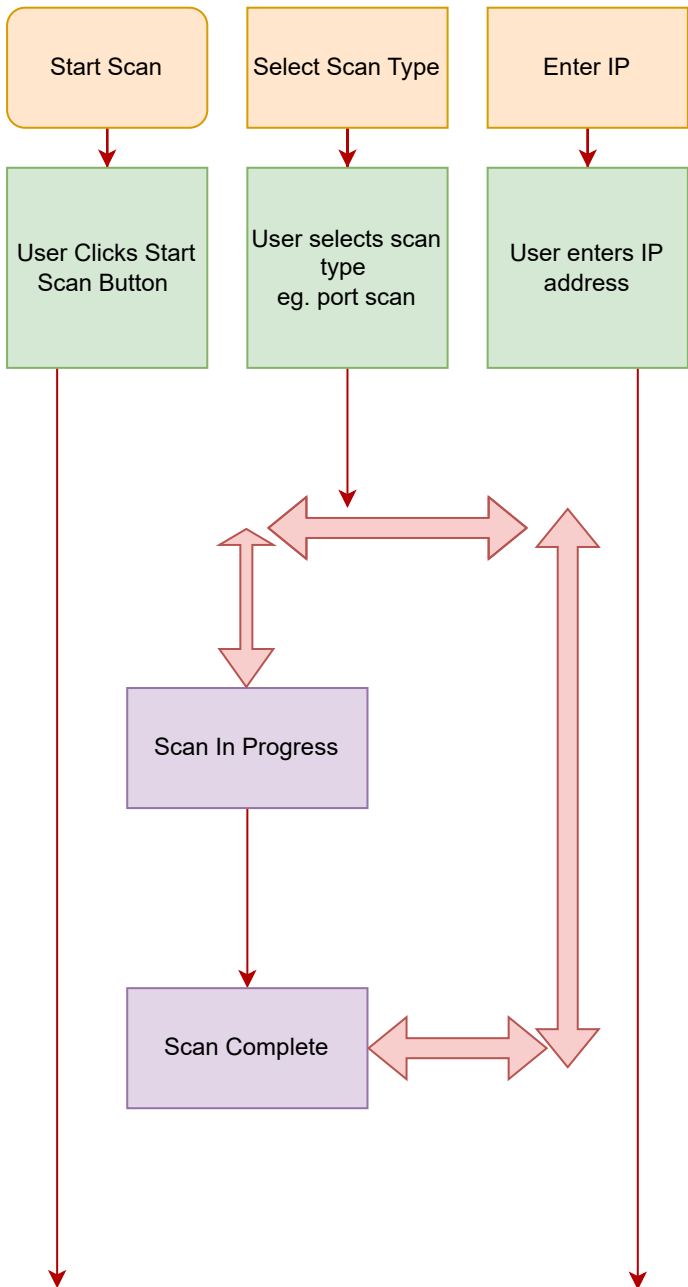 Start Scan
Select Scan Type
Enter IP
User Clicks Start
Scan Button
User selects scan
type
eg. port scan
User enters IP
address
Scan In Progress
Scan Complete